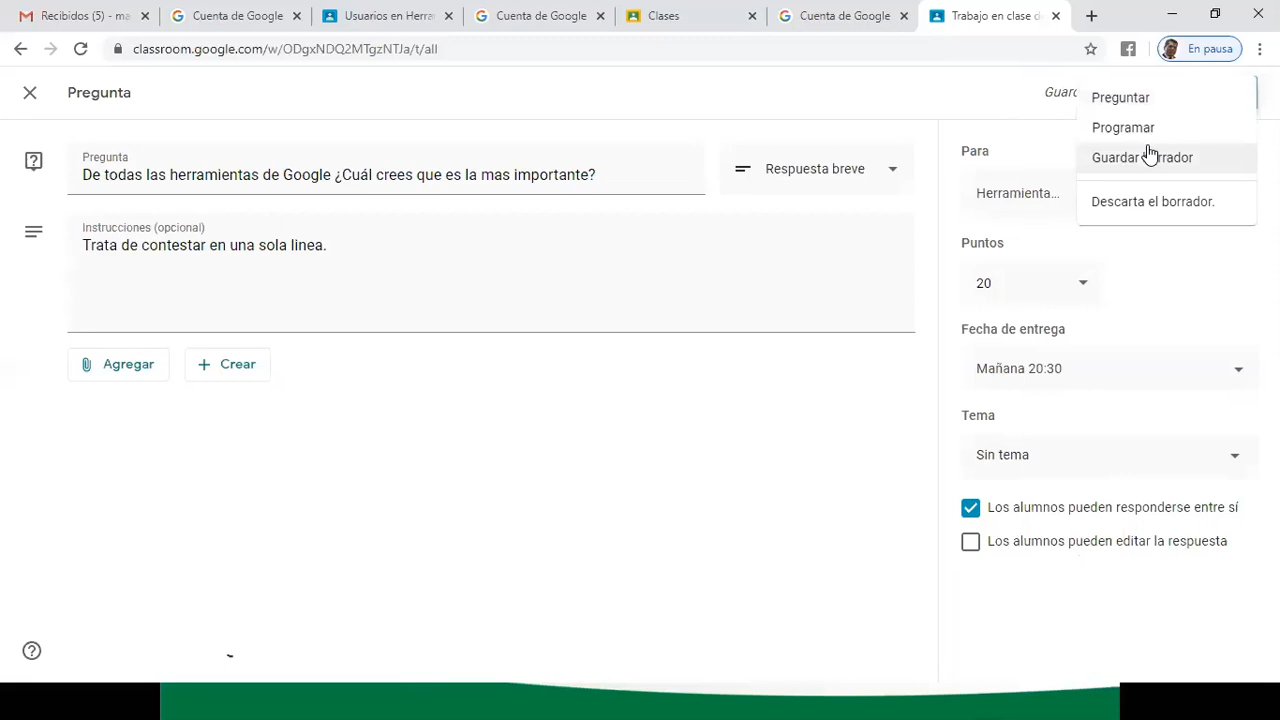 Recibidos (5) - ma
Cuenta de Google
Usuarios en Herra
Cuenta de Google
Clases
Cuenta de Google
Trabajo en clase d
classroom.google.com/w/ODgxNDQ2MTgzNTJa/t/all
En pausa
Pregunta
Guard
Preguntar
Programar
Guardar borrador
Descarta el borrador.
Pregunta
De todas las herramientas de Google ¿Cuál crees que es la mas importante?
Respuesta breve
Instrucciones (opcional)
Trata de contestar en una sola linea.
Agregar
Crear
Para
Herramienta...
Puntos
20
Fecha de entrega
Mañana 20:30
Tema
Sin tema
Los alumnos pueden responderse entre sí
Los alumnos pueden editar la respuesta